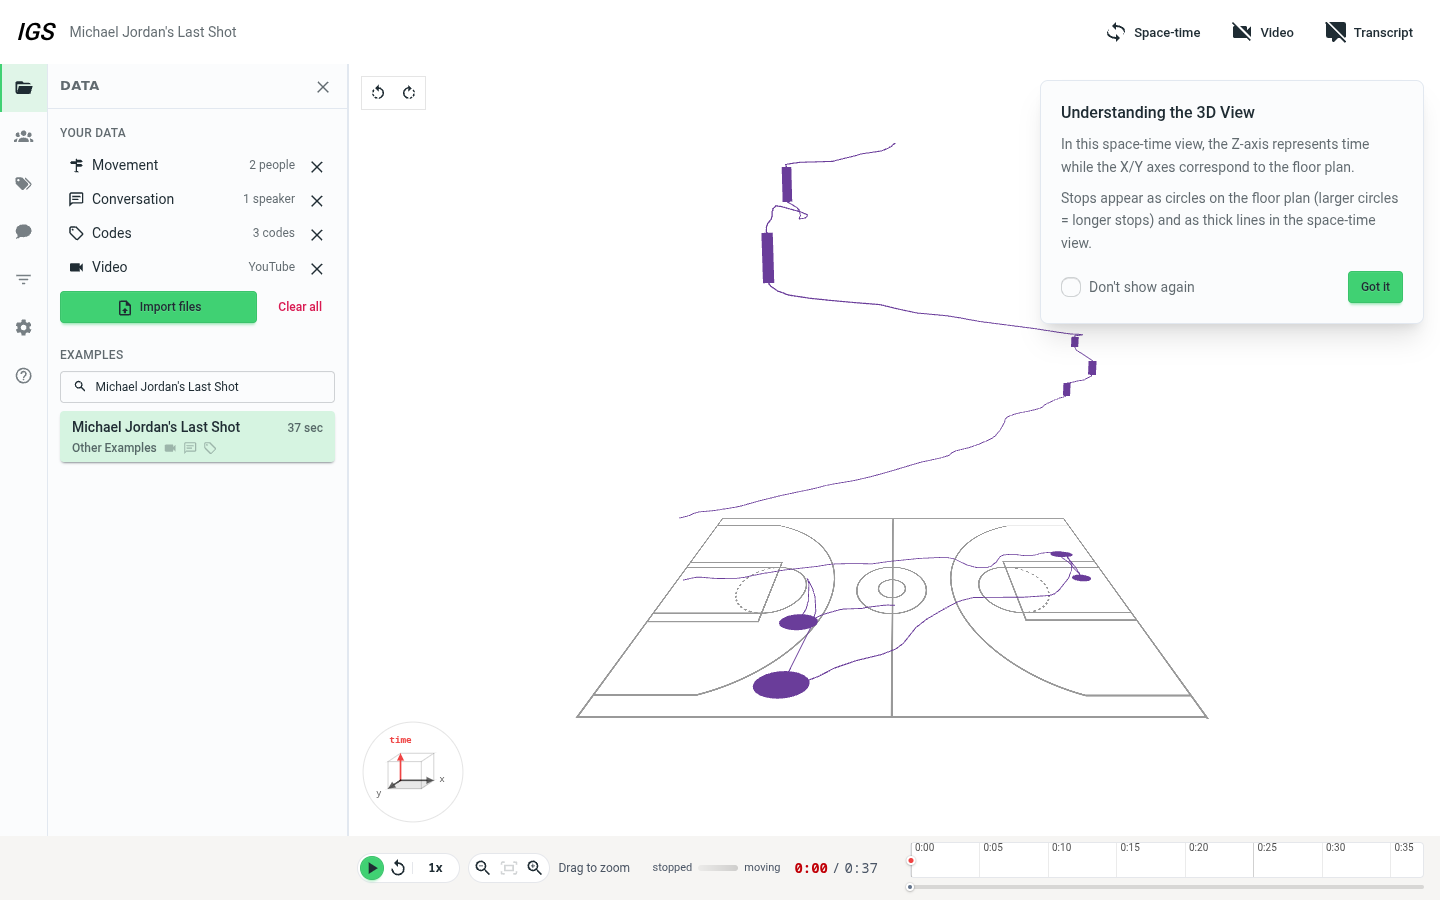 IGS
Michael Jordan's Last Shot
Space-time
Video
Transcript
DATA
YOUR DATA
Movement 2 people
Conversation 1 speaker
Codes 3 codes
Video YouTube
Import files
Clear all
EXAMPLES
Michael Jordan's Last Shot
Michael Jordan's Last Shot 37 sec
Other Examples
Understanding the 3D View
In this space-time view, the Z-axis represents time
while the X/Y axes correspond to the floor plan.
Stops appear as circles on the floor plan (larger circles
= longer stops) and as thick lines in the space-time
view.
Don't show again
Got it
time
x
y
1x
Drag to zoom
stopped
moving
0:00 / 0:37
0:00 0:05 0:10 0:15 0:20 0:25 0:30 0:35